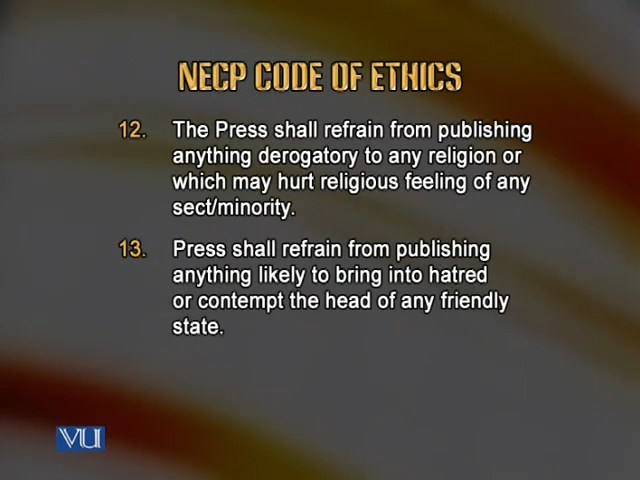 NECP CODE OF ETHICS
12. The Press shall refrain from publishing
anything derogatory to any religion or
which may hurt religious feeling of any
sect/minority.
13. Press shall refrain from publishing
anything likely to bring into hatred
or contempt the head of any friendly
state.
VU